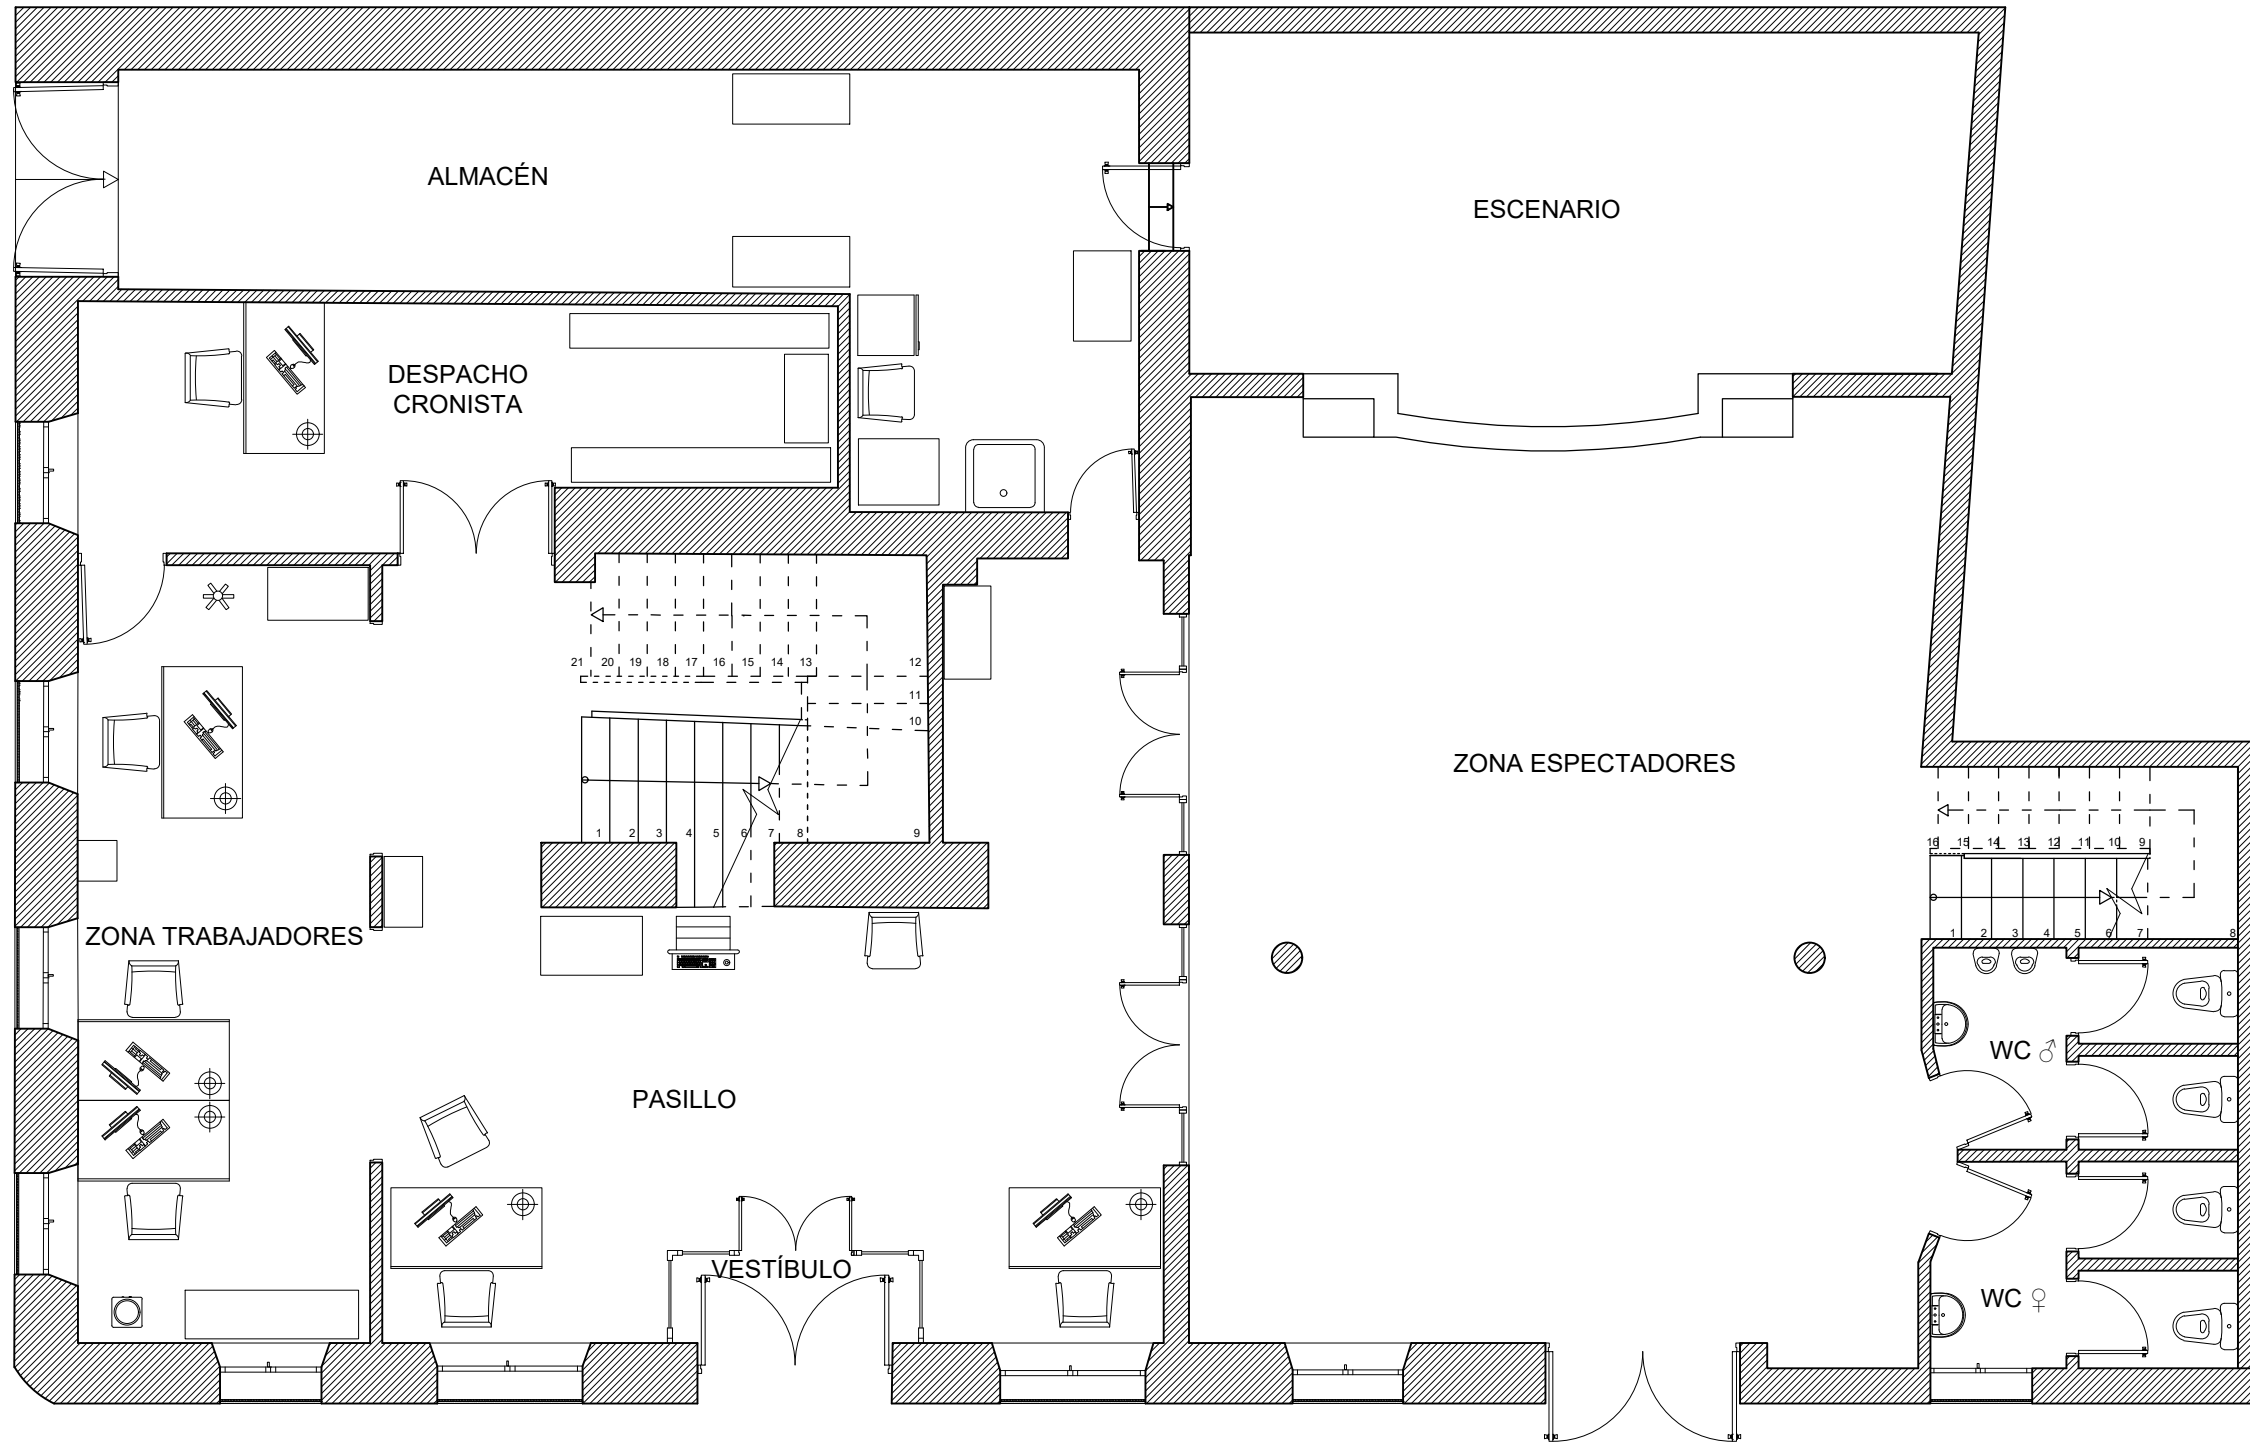 ALMACÉN
ESCENARIO
DESPACHO
CRONISTA
21 20 19 18 17 16 15 14 13 12
11
10
ZONA ESPECTADORES
1 2 3 4 5 6 7 8 9
16 15 14 13 12 11 10 9
ZONA TRABAJADORES
1 2 3 4 5 6 7 8
WC ♂
PASILLO
VESTÍBULO
WC ♀